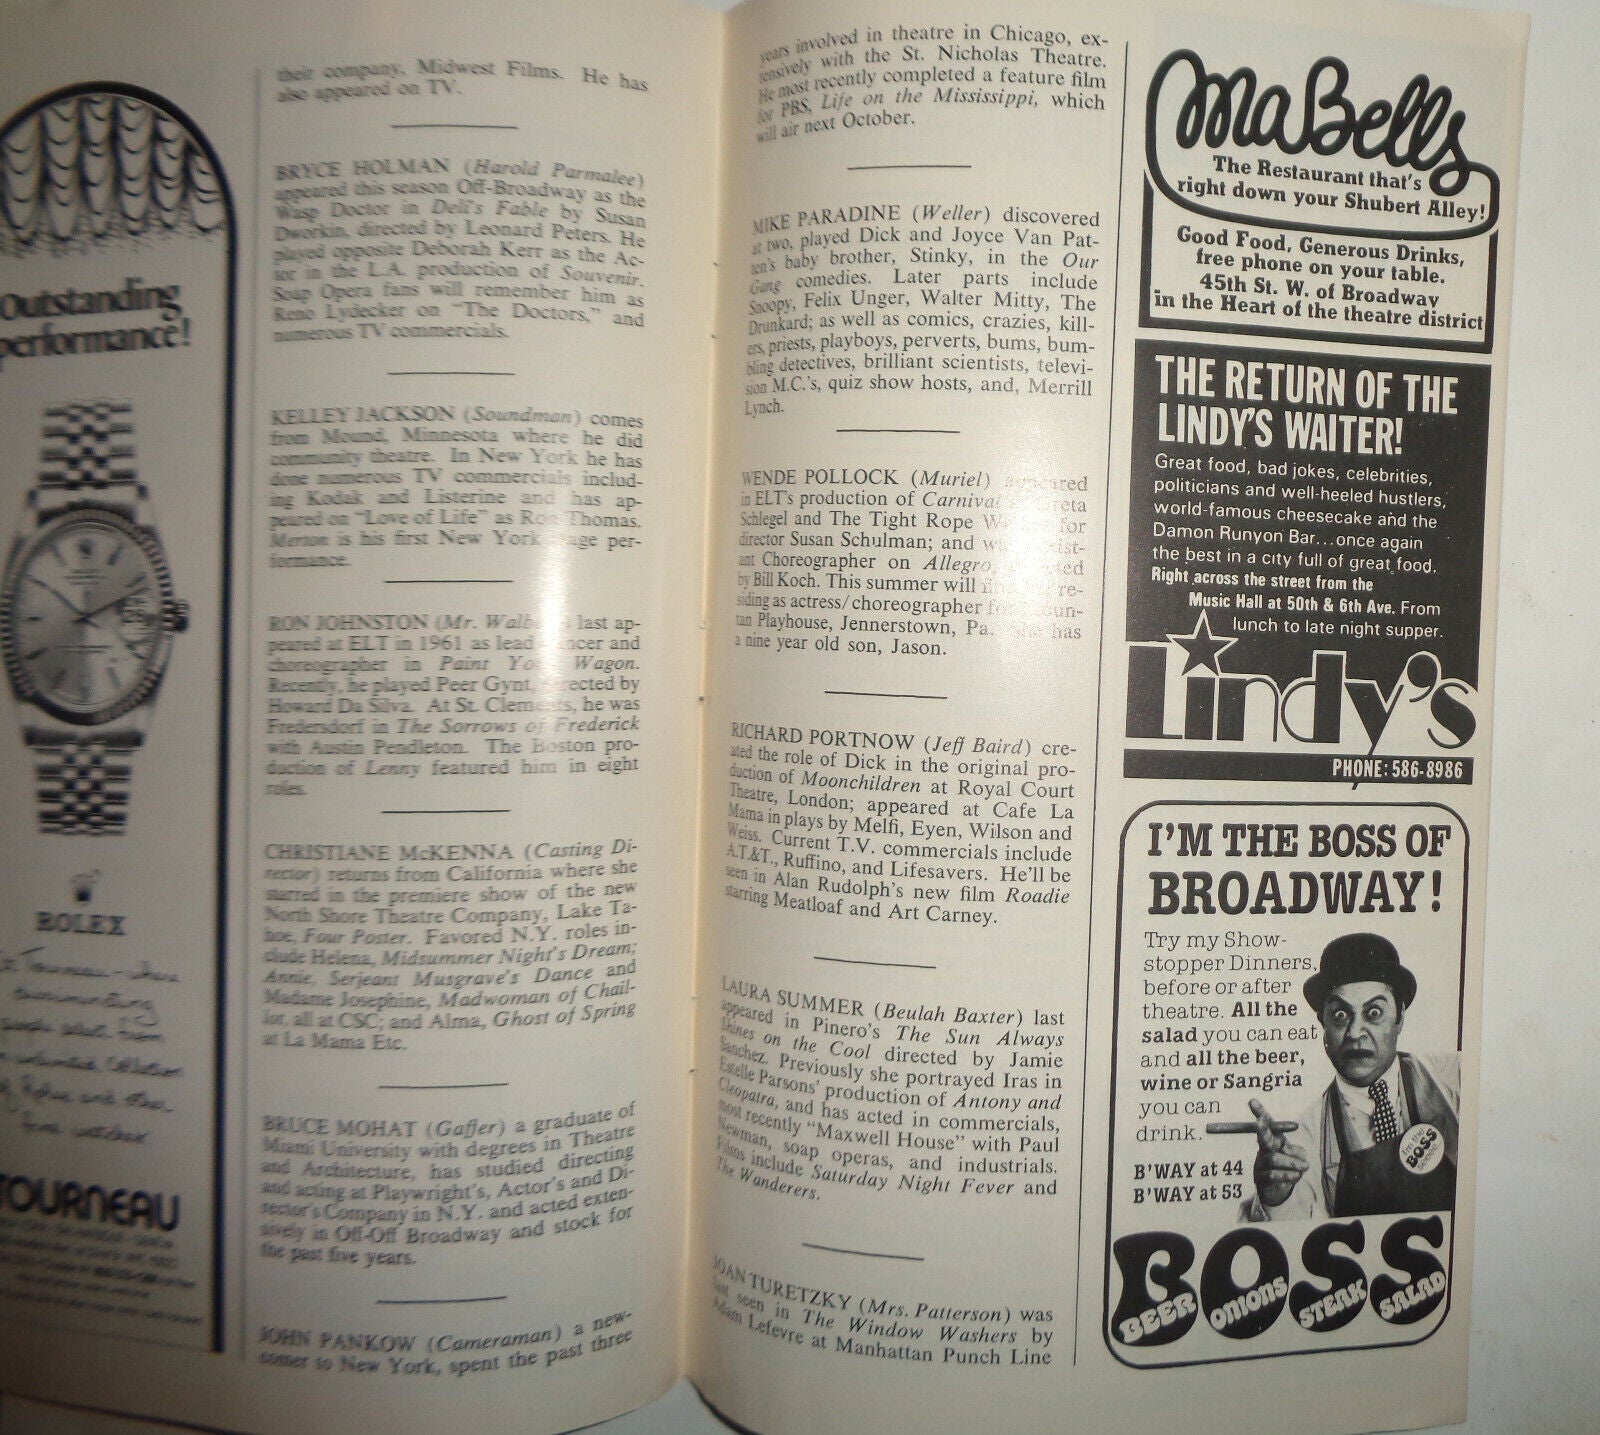 Outstanding
performance!
ROLEX
TOURNEAU
their company, Midwest Films. He has
also appeared on TV.
BRYCE HOLMAN (Harold Parmalee)
appeared this season Off-Broadway as the
Wasp Doctor in Deli's Fable by Susan
Dworkin, directed by Leonard Peters. He
played opposite Deborah Kerr as the Ac-
tor in the L.A. production of Souvenir.
Soap Opera fans will remember him as
Reno Lydecker on "The Doctors," and
numerous TV commercials.
KELLEY JACKSON (Soundman) comes
from Mound, Minnesota where he did
community theatre. In New York he has
done numerous TV commercials includ-
ing Kodak and Listerine and has ap-
peared on "Love of Life" as Ron Thomas.
Merton is his first New York stage per-
formance.
RON JOHNSTON (Mr. Walb ) last ap-
peared at ELT in 1961 as lead dancer and
choreographer in Paint Your Wagon.
Recently, he played Peer Gynt, directed by
Howard Da Silva. At St. Clements, he was
Fredersdorf in The Sorrows of Frederick
with Austin Pendleton. The Boston pro-
duction of Lenny featured him in eight
roles.
CHRISTIANE McKENNA (Casting Di-
rector) returns from California where she
starred in the premiere show of the new
North Shore Theatre Company, Lake Ta-
hoe, Four Poster. Favored N.Y. roles in-
clude Helena, Midsummer Night's Dream;
Annie, Serjeant Musgrave's Dance and
Madame Josephine, Madwoman of Chail-
lot, all at CSC; and Alma, Ghost of Spring
at La Mama Etc.
BRUCE MOHAT (Gaffer) a graduate of
Miami University with degrees in Theatre
and Architecture, has studied directing
and acting at Playwright's, Actor's and Di-
rector's Company in N.Y. and acted exten-
sively in Off-Off Broadway and stock for
the past five years.
JOHN PANKOW (Cameraman) a new-
comer to New York, spent the past three
years involved in theatre in Chicago, ex-
tensively with the St. Nicholas Theatre.
He most recently completed a feature film
for PBS, Life on the Mississippi, which
will air next October.
MIKE PARADINE (Weller) discovered
at two, played Dick and Joyce Van Pat-
ten's baby brother, Stinky, in the Our
Gang comedies. Later parts include
Snoopy, Felix Unger, Walter Mitty, The
Drunkard; as well as comics, crazies, kill-
ers, priests, playboys, perverts, bums, bum-
bling detectives, brilliant scientists, televi-
sion M.C.'s, quiz show hosts, and, Merrill
Lynch.
WENDE POLLOCK (Muriel) appeared
in ELT's production of Carnival Greta
Schlegel and The Tight Rope W for
director Susan Schulman; and was assist-
ant Choreographer on Allegro, directed
by Bill Koch. This summer will find re-
siding as actress/choreographer for Moun-
tain Playhouse, Jennerstown, Pa. She has
a nine year old son, Jason.
RICHARD PORTNOW (Jeff Baird) cre-
ated the role of Dick in the original pro-
duction of Moonchildren at Royal Court
Theatre, London; appeared at Cafe La
Mama in plays by Melfi, Eyen, Wilson and
Weiss. Current T.V. commercials include
A.T.&T., Ruffino, and Lifesavers. He'll be
seen in Alan Rudolph's new film Roadie
starring Meatloaf and Art Carney.
LAURA SUMMER (Beulah Baxter) last
appeared in Pinero's The Sun Always
Shines on the Cool directed by Jamie
Sanchez. Previously she portrayed Iras in
Estelle Parsons' production of Antony and
Cleopatra, and has acted in commercials,
most recently "Maxwell House" with Paul
Newman, soap operas, and industrials.
Films include Saturday Night Fever and
The Wanderers.
JOAN TURETZKY (Mrs. Patterson) was
last seen in The Window Washers by
Adam Lefevre at Manhattan Punch Line
Ma Bells
The Restaurant that's
right down your Shubert Alley!
Good Food, Generous Drinks,
free phone on your table.
45th St. W. of Broadway
in the Heart of the theatre district
THE RETURN OF THE
LINDY'S WAITER!
Great food, bad jokes, celebrities,
politicians and well-heeled hustlers,
world-famous cheesecake and the
Damon Runyon Bar...once again
the best in a city full of great food.
Right across the street from the
Music Hall at 50th & 6th Ave. From
lunch to late night supper.
Lindy's
PHONE: 586-8986
I'M THE BOSS OF
BROADWAY!
Try my Show-
stopper Dinners,
before or after
theatre. All the
salad you can eat
and all the beer,
wine or Sangria
you can
drink.
B'WAY at 44
B'WAY at 53
I'm the
BOSS
BOSS
BEER ONIONS STEAK SALAD